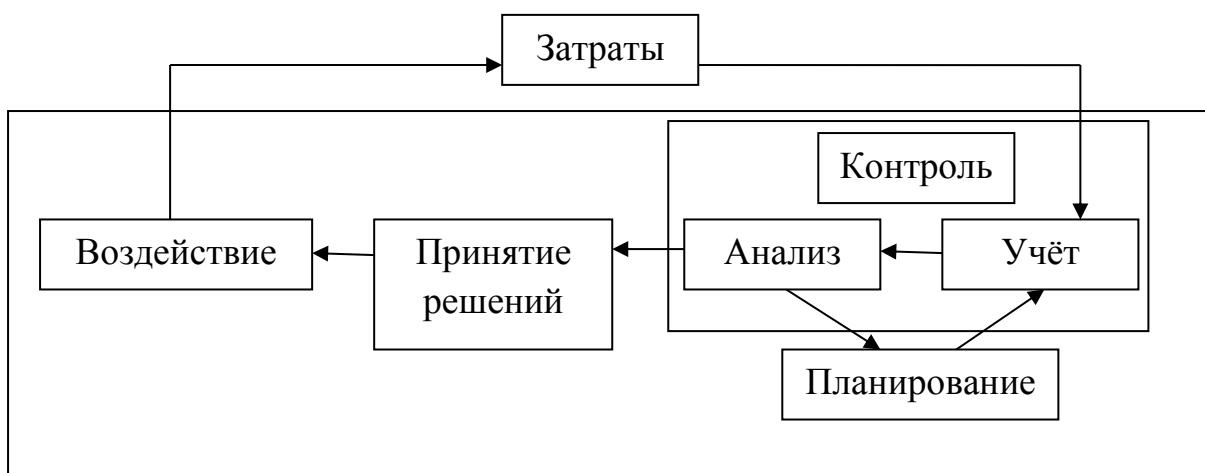 Затраты
Контроль
Воздействие
Принятие
решений
Анализ
Учёт
Планирование